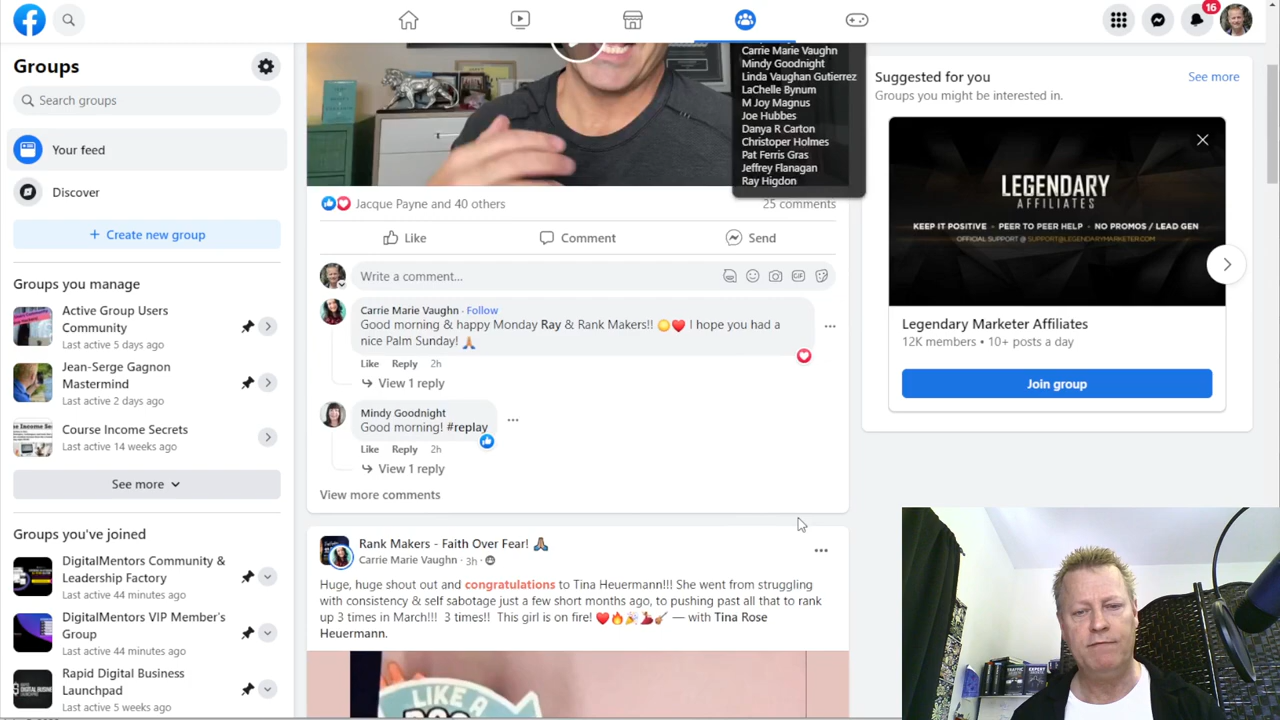 16
Groups
Search groups
Your feed
Discover
+ Create new group
Groups you manage
Active Group Users
Community
Last active 5 days ago
Jean-Serge Gagnon
Mastermind
Last active 2 days ago
Course Income Secrets
Last active 14 weeks ago
See more
Groups you've joined
DigitalMentors Community &
Leadership Factory
Last active 44 minutes ago
DigitalMentors VIP Member's
Group
Last active 44 minutes ago
Rapid Digital Business
Launchpad
Last active 5 weeks ago
Carrie Marie Vaughn
Mindy Goodnight
Linda Vaughan Gutierrez
LaChelle Bynum
M Joy Magnus
Joe Hubbes
Danya R Carton
Christoper Holmes
Pat Ferris Gras
Jeffrey Flanagan
Ray Higdon
Jacque Payne and 40 others
25 comments
Like
Comment
Send
Write a comment...
GIF
Carrie Marie Vaughn · Follow
Good morning & happy Monday Ray & Rank Makers!! 🌞❤️ I hope you had a
nice Palm Sunday! 🙏🏽
Like Reply 2h
View 1 reply
Mindy Goodnight
Good morning! #replay
Like Reply 2h
View 1 reply
View more comments
Rank Makers - Faith Over Fear! 🙏🏽
Carrie Marie Vaughn · 3h ·
Huge, huge shout out and congratulations to Tina Heuermann!!! She went from struggling
with consistency & self sabotage just a few short months ago, to pushing past all that to rank
up 3 times in March!!! 3 times!! This girl is on fire! ❤️🔥🎉💃🎸 — with Tina Rose
Heuermann.
LIKE A
Suggested for you
See more
Groups you might be interested in.
LEGENDARY
AFFILIATES
KEEP IT POSITIVE - PEER TO PEER HELP - NO PROMOS / LEAD GEN
OFFICIAL SUPPORT @ SUPPORT@LEGENDARYMARKETER.COM
Legendary Marketer Affiliates
12K members • 10+ posts a day
Join group
TRAFFIC
EXPERT